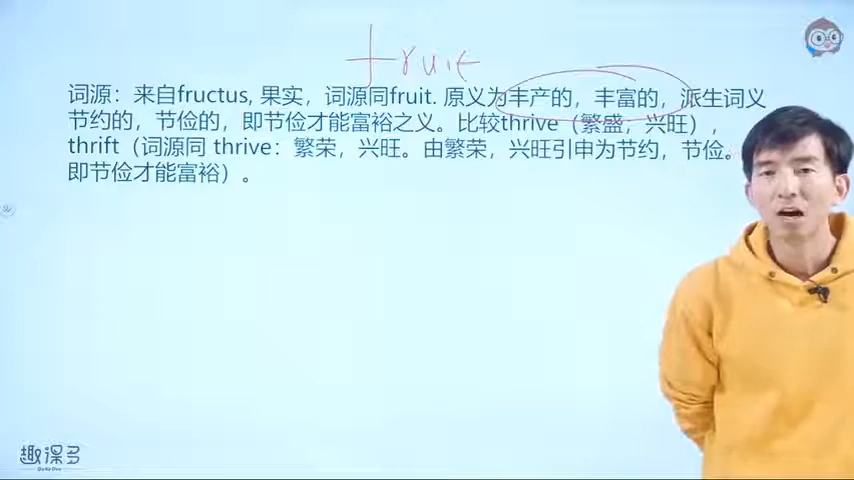 fruit
词源：来自fructus, 果实，词源同fruit. 原义为丰产的，丰富的，派生词义
节约的，节俭的，即节俭才能富裕之义。比较thrive（繁盛，兴旺），
thrift（词源同 thrive：繁荣，兴旺。由繁荣，兴旺引申为节约，节俭。
即节俭才能富裕）。
趣课多